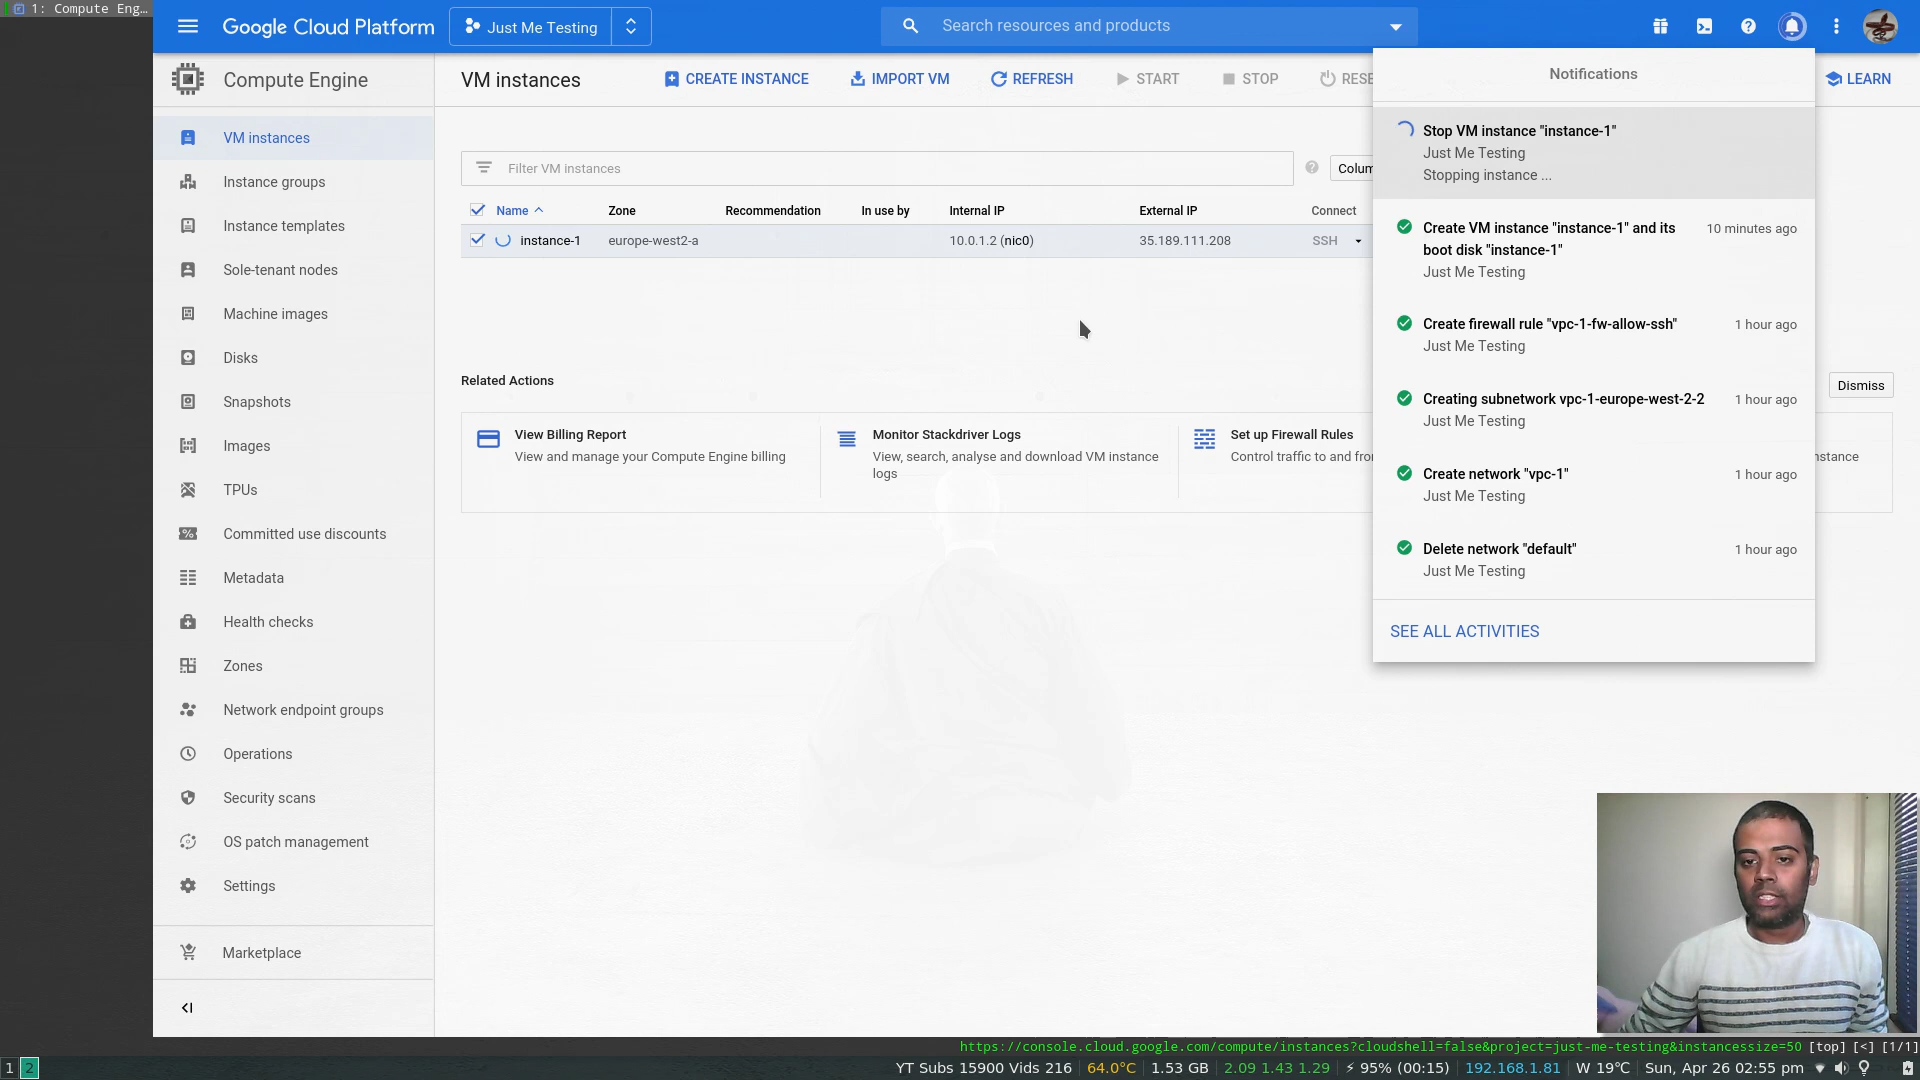 1: Compute Eng…
Google Cloud Platform
Just Me Testing
Search resources and products
Compute Engine
VM instances
Instance groups
Instance templates
Sole-tenant nodes
Machine images
Disks
Snapshots
Images
TPUs
Committed use discounts
Metadata
Health checks
Zones
Network endpoint groups
Operations
Security scans
OS patch management
Settings
Marketplace
VM instances
CREATE INSTANCE
IMPORT VM
REFRESH
START
STOP
RESE
LEARN
Filter VM instances
Colum
Name Zone Recommendation In use by Internal IP External IP Connect
instance-1 europe-west2-a 10.0.1.2 (nic0) 35.189.111.208 SSH
Related Actions
Dismiss
View Billing Report
View and manage your Compute Engine billing
Monitor Stackdriver Logs
View, search, analyse and download VM instance
logs
Set up Firewall Rules
Control traffic to and fro
nstance
Notifications
Stop VM instance "instance-1"
Just Me Testing
Stopping instance ...
Create VM instance "instance-1" and its 10 minutes ago
boot disk "instance-1"
Just Me Testing
Create firewall rule "vpc-1-fw-allow-ssh" 1 hour ago
Just Me Testing
Creating subnetwork vpc-1-europe-west-2-2 1 hour ago
Just Me Testing
Create network "vpc-1" 1 hour ago
Just Me Testing
Delete network "default" 1 hour ago
Just Me Testing
SEE ALL ACTIVITIES
https://console.cloud.google.com/compute/instances?cloudshell=false&project=just-me-testing&instancessize=50 [top] [<] [1/1]
1 2
YT Subs 15900 Vids 216 64.0°C 1.53 GB 2.09 1.43 1.29 ⚡ 95% (00:15) 192.168.1.81 W 19℃ Sun, Apr 26 02:55 pm